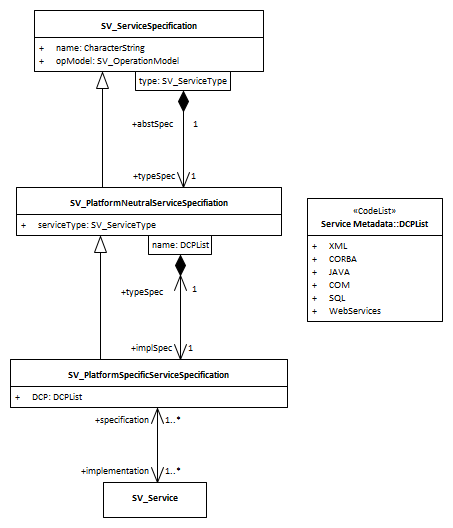 SV_ServiceSpecification
+ name: CharacterString
+ opModel: SV_OperationModel
type: SV_ServiceType
+abstSpec 1
+typeSpec 1
SV_PlatformNeutralServiceSpecifiation
+ serviceType: SV_ServiceType
name: DCPList
+typeSpec 1
+implSpec 1
SV_PlatformSpecificServiceSpecification
+ DCP: DCPList
+specification 1..*
+implementation 1..*
SV_Service
«CodeList»
Service Metadata::DCPList
+ XML
+ CORBA
+ JAVA
+ COM
+ SQL
+ WebServices